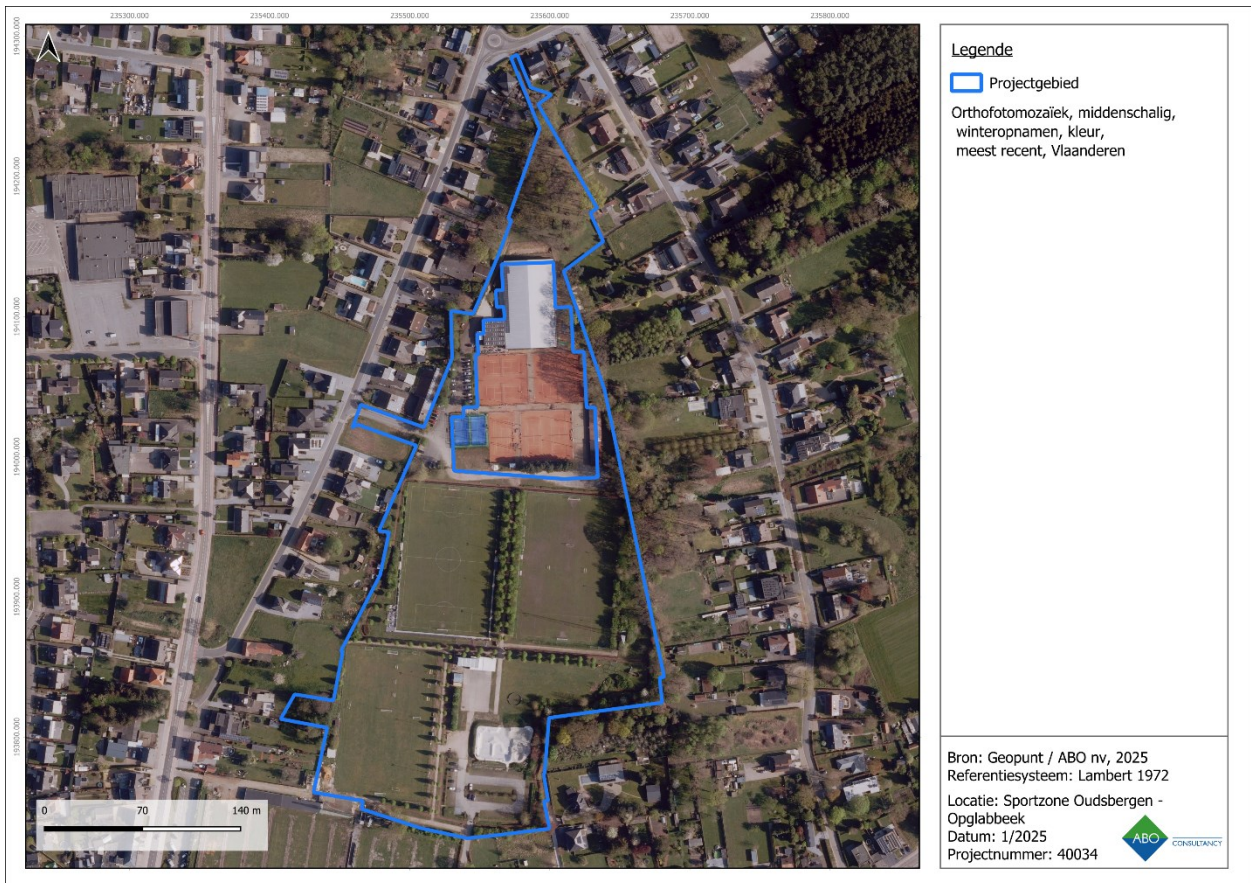 235300.000 235400.000 235500.000 235600.000 235700.000 235800.000
194300.000
194200.000
194100.000
194000.000
193900.000
193800.000
0 70 140 m
Legende
Projectgebied
Orthofotomozaïek, middenschalig,
winteropnamen, kleur,
meest recent, Vlaanderen
Bron: Geopunt / ABO nv, 2025
Referentiesysteem: Lambert 1972
Locatie: Sportzone Oudsbergen -
Opglabbeek
Datum: 1/2025
Projectnummer: 40034
ABO
CONSULTANCY